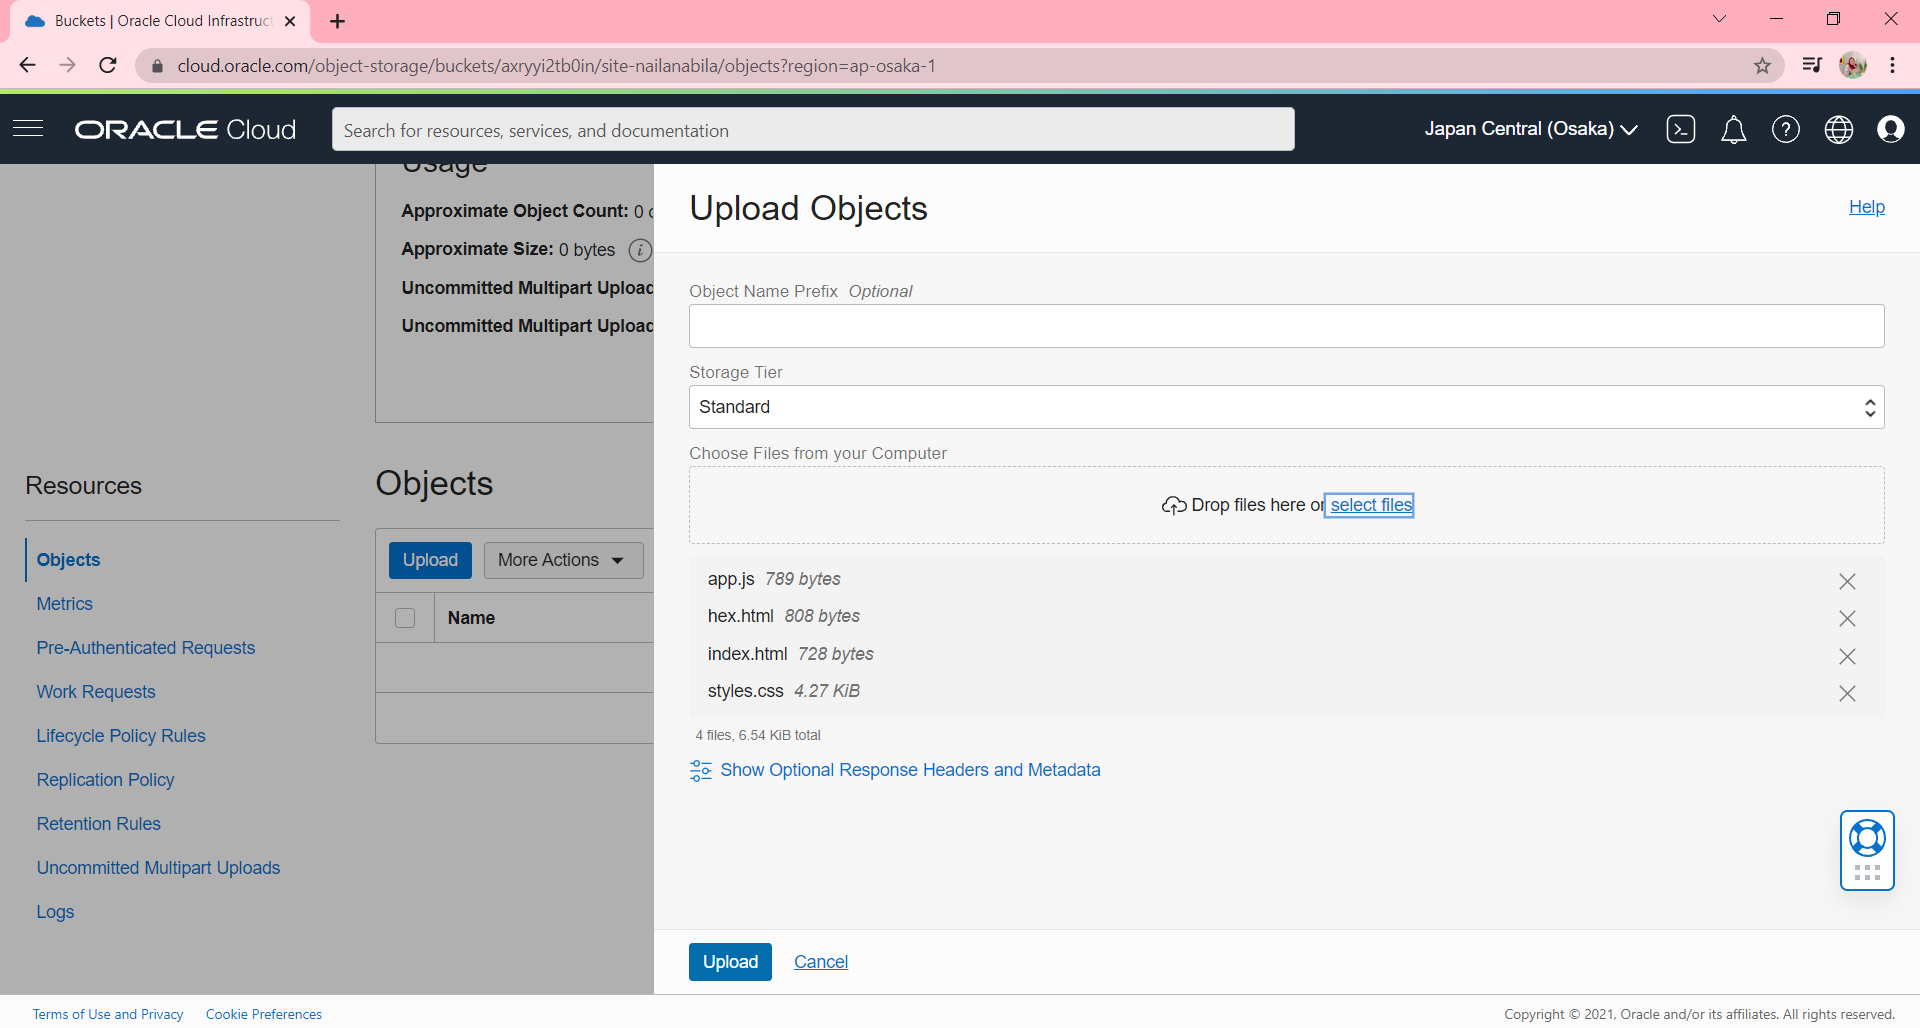 Buckets | Oracle Cloud Infrastruct
cloud.oracle.com/object-storage/buckets/axryyi2tb0in/site-nailanabila/objects?region=ap-osaka-1
ORACLE Cloud
Search for resources, services, and documentation
Japan Central (Osaka)
Usage
Approximate Object Count: 0
Approximate Size: 0 bytes
Uncommitted Multipart Upload
Uncommitted Multipart Upload
Resources
Objects
Metrics
Pre-Authenticated Requests
Work Requests
Lifecycle Policy Rules
Replication Policy
Retention Rules
Uncommitted Multipart Uploads
Logs
Objects
Upload
More Actions
Name
Upload Objects
Help
Object Name Prefix Optional
Storage Tier
Standard
Choose Files from your Computer
Drop files here or select files
app.js 789 bytes
hex.html 808 bytes
index.html 728 bytes
styles.css 4.27 KiB
4 files, 6.54 KiB total
Show Optional Response Headers and Metadata
Upload
Cancel
Terms of Use and Privacy
Cookie Preferences
Copyright © 2021, Oracle and/or its affiliates. All rights reserved.